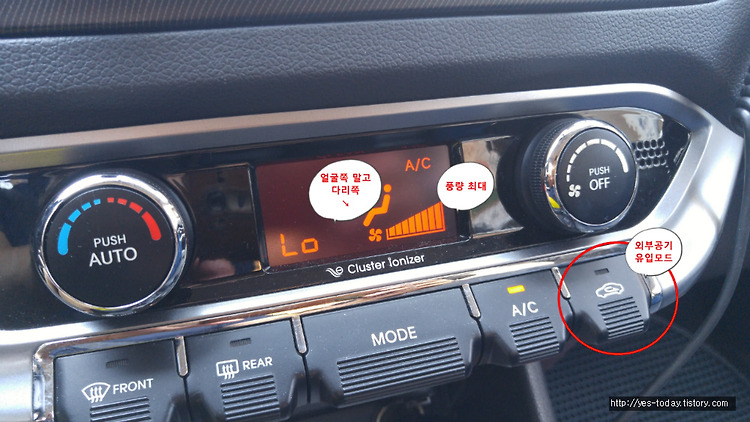 얼굴쪽 말고
다리쪽
↘
A/C
풍량 최대
PUSH
OFF
PUSH
AUTO
Lo
Cluster Ionizer
외부공기
유입모드
FRONT
REAR
MODE
A/C
http://yes-today.tistory.com